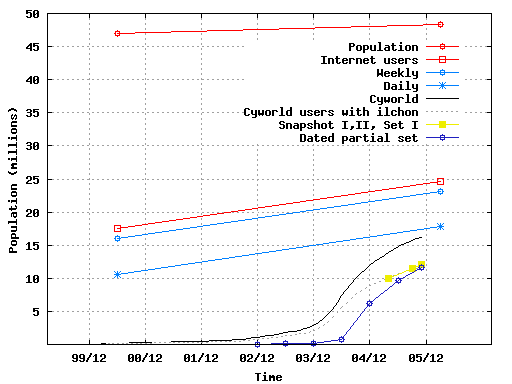 50
45
40
35
30
25
20
15
10
5
Population (millions)
Population
Internet users
Weekly
Daily
Cyworld
Cyworld users with ilchon
Snapshot I,II, Set I
Dated partial set
99/12 00/12 01/12 02/12 03/12 04/12 05/12
Time